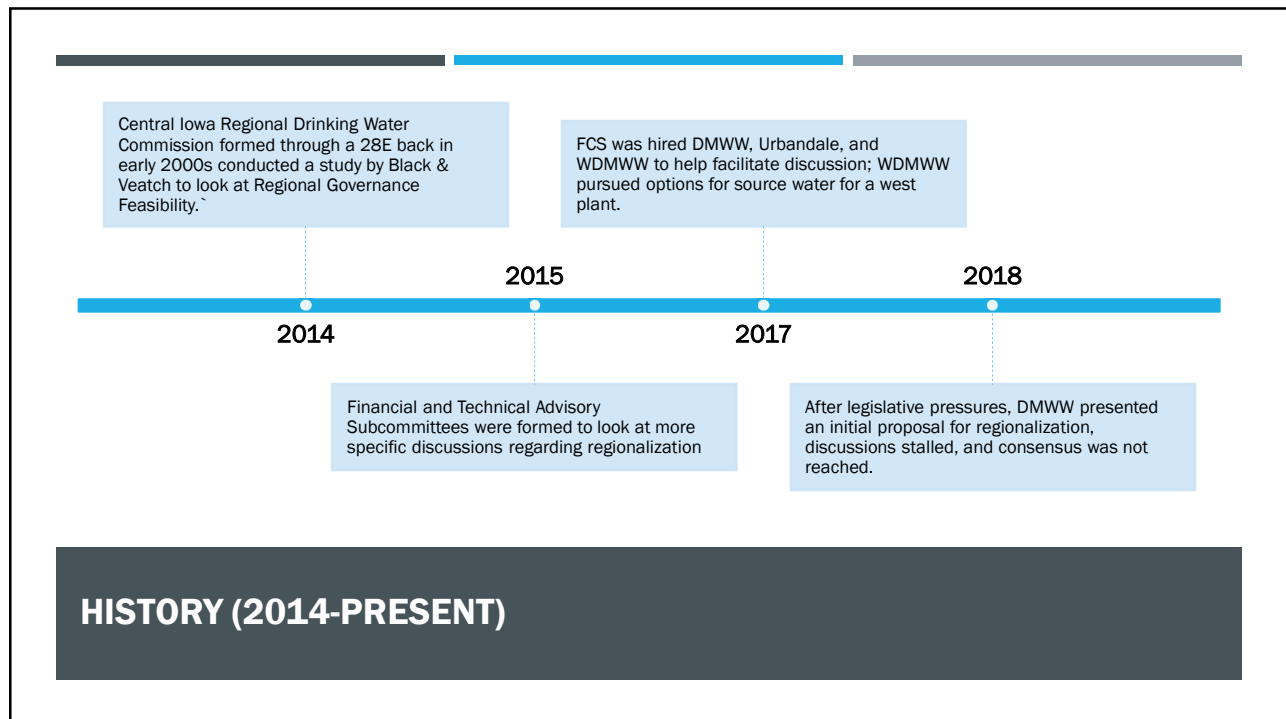 Central Iowa Regional Drinking Water
Commission formed through a 28E back in
early 2000s conducted a study by Black &
Veatch to look at Regional Governance
Feasibility.`
2014
2015
Financial and Technical Advisory
Subcommittees were formed to look at more
specific discussions regarding regionalization
FCS was hired DMWW, Urbandale, and
WDMWW to help facilitate discussion; WDMWW
pursued options for source water for a west
plant.
2017
2018
After legislative pressures, DMWW presented
an initial proposal for regionalization,
discussions stalled, and consensus was not
reached.
HISTORY (2014-PRESENT)